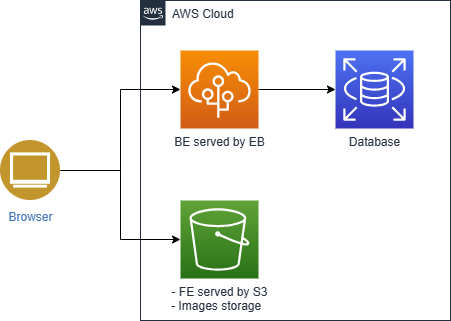 aws
AWS Cloud
BE served by EB
Database
Browser
- FE served by S3
- Images storage